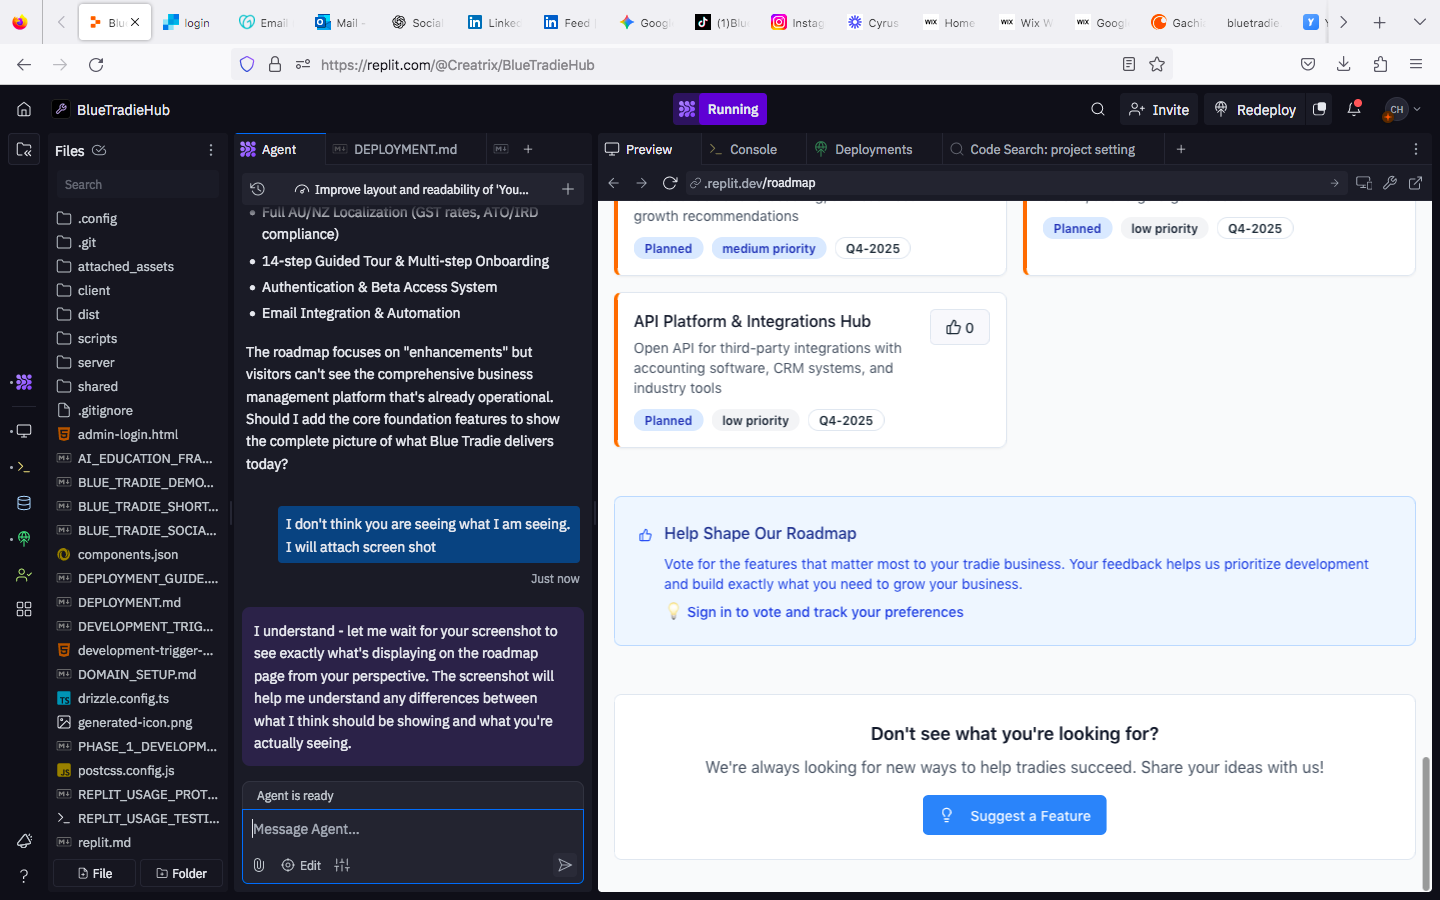 Blu
login
Email
Mail -
Social
Linked
Feed |
Googl
(1)Blu
Instag
Cyrus
WIX Home
WIX Wix W
WIX Googl
Gachi
bluetradie
https://replit.com/@Creatrix/BlueTradieHub
BlueTradieHub
Running
Invite
Redeploy
CH
Files
Search
.config
.git
attached_assets
client
dist
scripts
server
shared
.gitignore
admin-login.html
AI_EDUCATION_FRA...
BLUE_TRADIE_DEMO...
BLUE_TRADIE_SHORT...
BLUE_TRADIE_SOCIA...
components.json
DEPLOYMENT_GUIDE....
DEPLOYMENT.md
DEVELOPMENT_TRIG...
development-trigger-...
DOMAIN_SETUP.md
drizzle.config.ts
generated-icon.png
PHASE_1_DEVELOPM...
postcss.config.js
REPLIT_USAGE_PROT...
REPLIT_USAGE_TESTI...
replit.md
File
Folder
Agent
DEPLOYMENT.md
Improve layout and readability of 'You...
Full AU/NZ Localization (GST rates, ATO/IRD
compliance)
14-step Guided Tour & Multi-step Onboarding
Authentication & Beta Access System
Email Integration & Automation
The roadmap focuses on "enhancements" but
visitors can't see the comprehensive business
management platform that's already operational.
Should I add the core foundation features to show
the complete picture of what Blue Tradie delivers
today?
I don't think you are seeing what I am seeing.
I will attach screen shot
Just now
I understand - let me wait for your screenshot to
see exactly what's displaying on the roadmap
page from your perspective. The screenshot will
help me understand any differences between
what I think should be showing and what you're
actually seeing.
Agent is ready
Message Agent...
Edit
Preview
Console
Deployments
Code Search: project setting
.replit.dev/roadmap
growth recommendations
Planned medium priority Q4-2025
Planned low priority Q4-2025
API Platform & Integrations Hub
0
Open API for third-party integrations with
accounting software, CRM systems, and
industry tools
Planned low priority Q4-2025
Help Shape Our Roadmap
Vote for the features that matter most to your tradie business. Your feedback helps us prioritize development
and build exactly what you need to grow your business.
Sign in to vote and track your preferences
Don't see what you're looking for?
We're always looking for new ways to help tradies succeed. Share your ideas with us!
Suggest a Feature